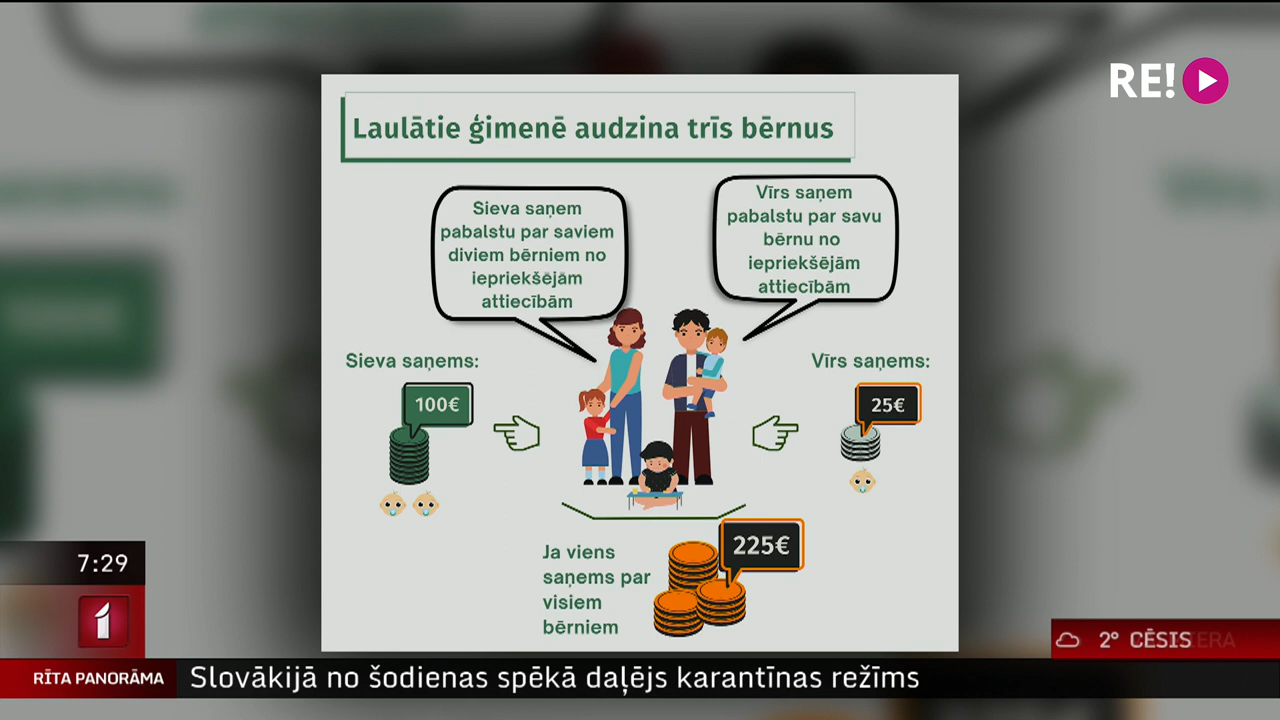 RE!
Laulātie ģimenē audzina trīs bērnus
Sieva saņem
pabalstu par saviem
diviem bērniem no
iepriekšējām
attiecībām
Vīrs saņem
pabalstu par savu
bērnu no
iepriekšējām
attiecībām
Sieva saņems:
100€
Vīrs saņems:
25€
Ja viens
saņems par
visiem
bērniem
225€
7:29
1
2° CĒSIS
RĪTA PANORĀMA
Slovākijā no šodienas spēkā daļējs karantīnas režīms